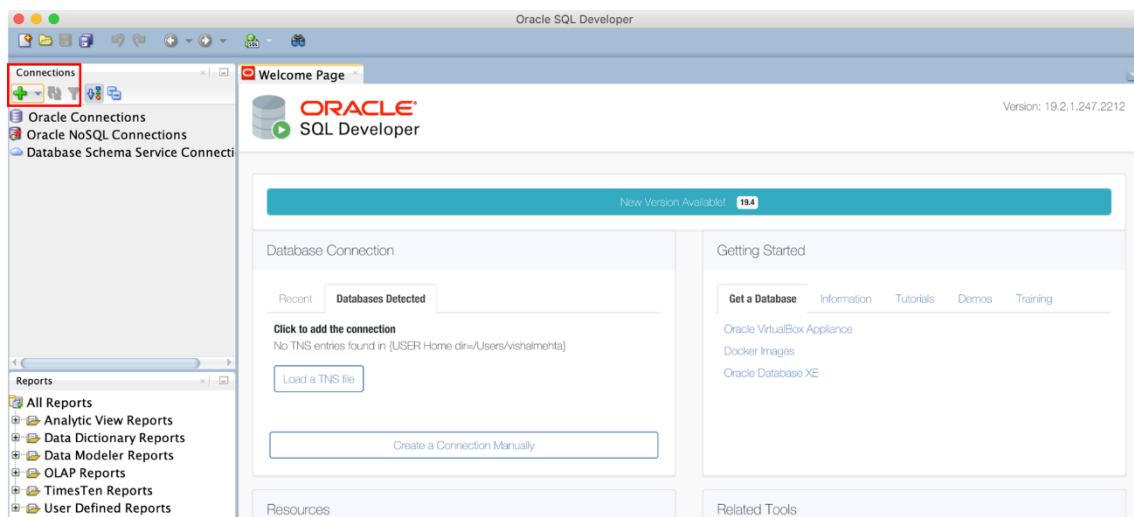 Oracle SQL Developer
Connections
Welcome Page
Oracle Connections
Oracle NoSQL Connections
Database Schema Service Connecti
ORACLE
SQL Developer
Version: 19.2.1.247.2212
New Version Available! 19.4
Database Connection
Recent Databases Detected
Click to add the connection
No TNS entries found in {USER Home dir=/Users/vishalmehta}
Load a TNS file
Create a Connection Manually
Getting Started
Get a Database Information Tutorials Demos Training
Oracle VirtualBox Appliance
Docker Images
Oracle Database XE
Reports
All Reports
Analytic View Reports
Data Dictionary Reports
Data Modeler Reports
OLAP Reports
TimesTen Reports
User Defined Reports
Resources
Related Tools